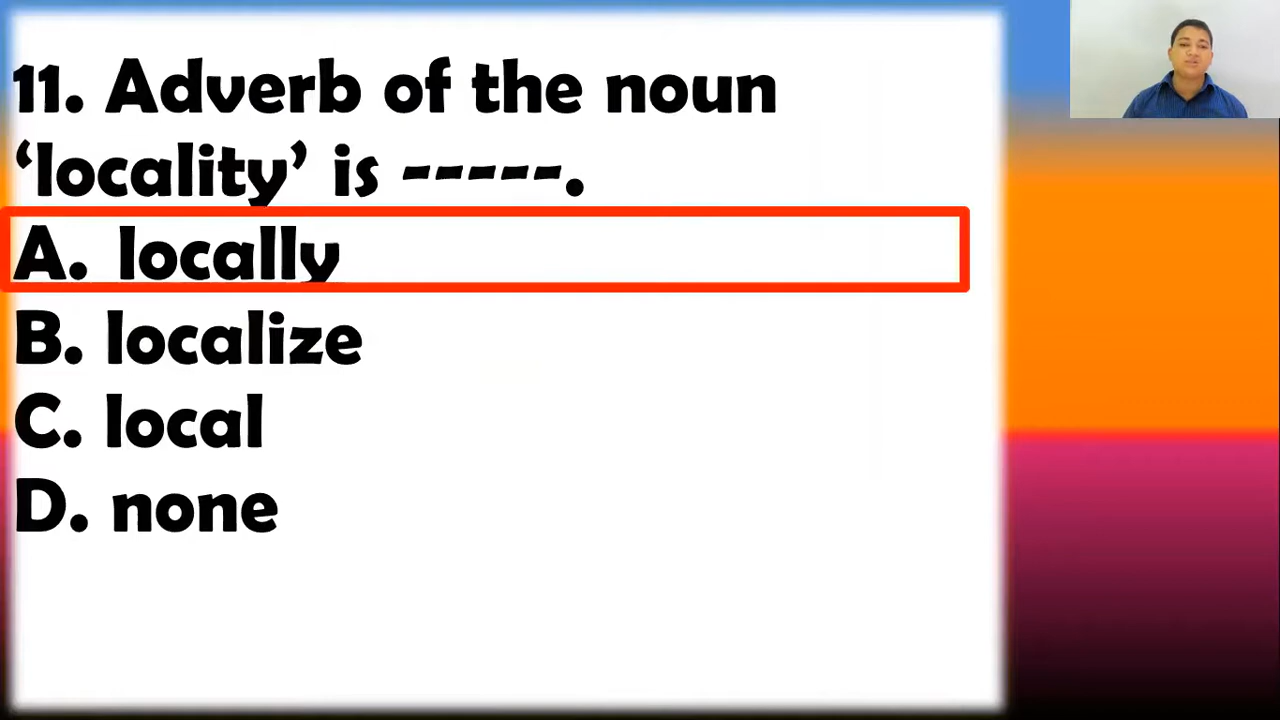 11. Adverb of the noun
‘locality’ is -----.
A. locally
B. localize
C. local
D. none